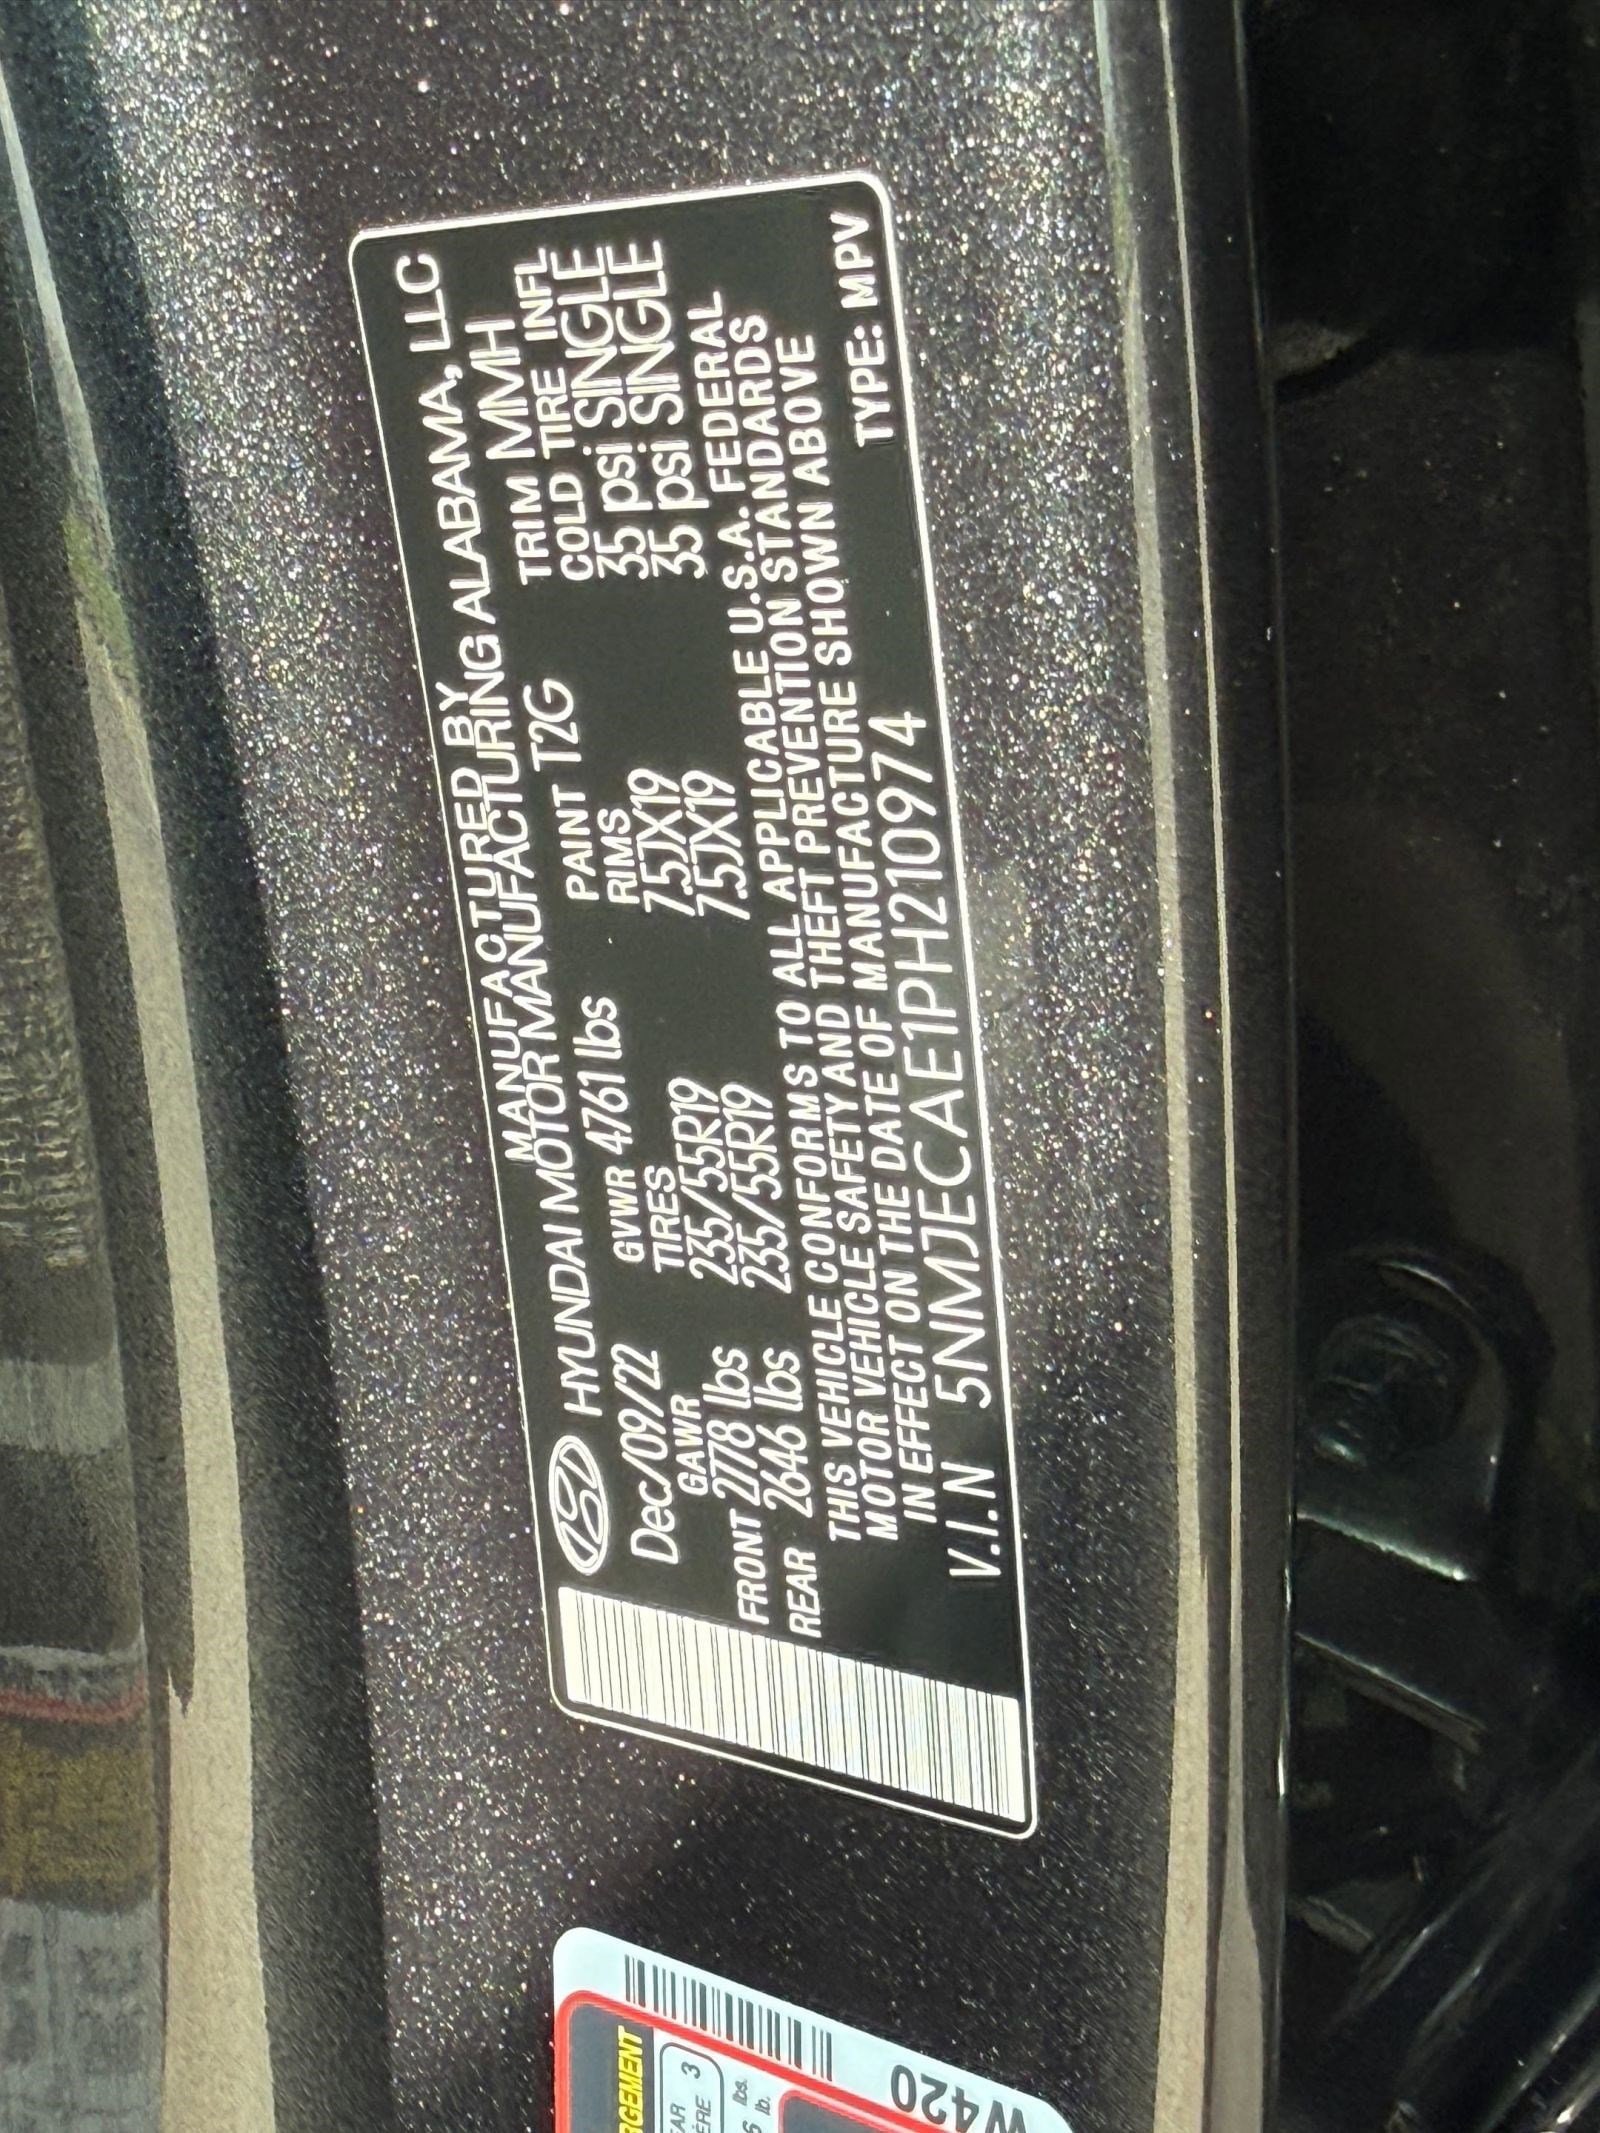 MANUFACTURED BY
HYUNDAI MOTOR MANUFACTURING ALABAMA, LLC
Dec/09/22 GVWR 4761 lbs PAINT T2G TRIM MMH
GAWR TIRES RIMS COLD TIRE INFL
FRONT 2778 lbs 235/55R19 7.5JX19 35 psi SINGLE
REAR 2646 lbs 235/55R19 7.5JX19 35 psi SINGLE
THIS VEHICLE CONFORMS TO ALL APPLICABLE U.S.A. FEDERAL
MOTOR VEHICLE SAFETY AND THEFT PREVENTION STANDARDS
IN EFFECT ON THE DATE OF MANUFACTURE SHOWN ABOVE
V.I.N 5NMJECAE1PH210974 TYPE: MPV
W420
3
lbs.
lb.